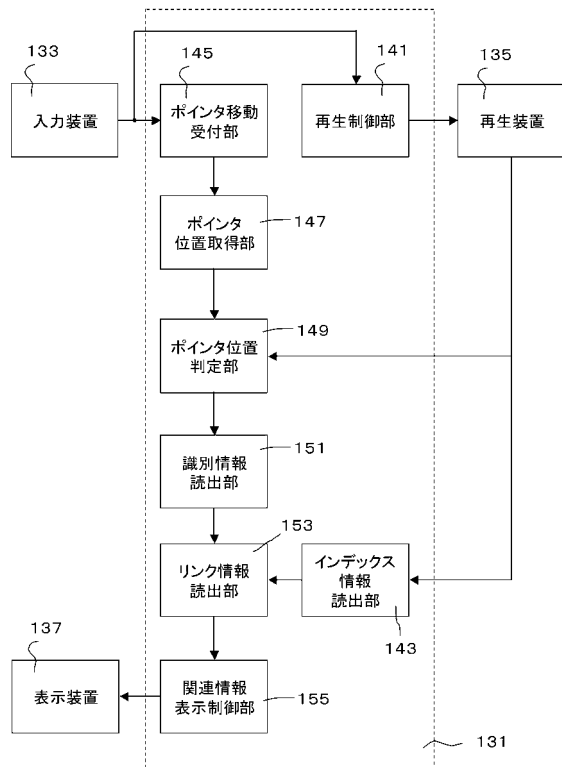 133
145
141
135
入力装置
ポインタ移動
受付部
再生制御部
再生装置
ポインタ
位置取得部
147
ポインタ位置
判定部
149
識別情報
読出部
151
153
リンク情報
読出部
インデックス
情報
読出部
143
137
表示装置
関連情報
表示制御部
155
131